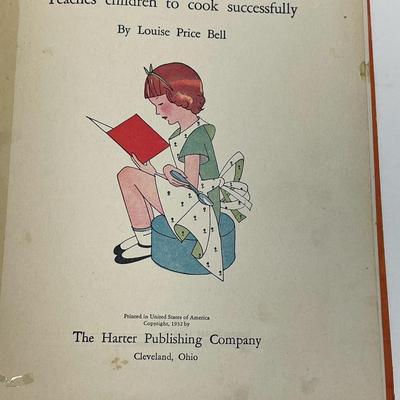 Teaches children to cook successfully
By Louise Price Bell
Printed in United States of America
Copyright, 1932 by
The Harter Publishing Company
Cleveland, Ohio